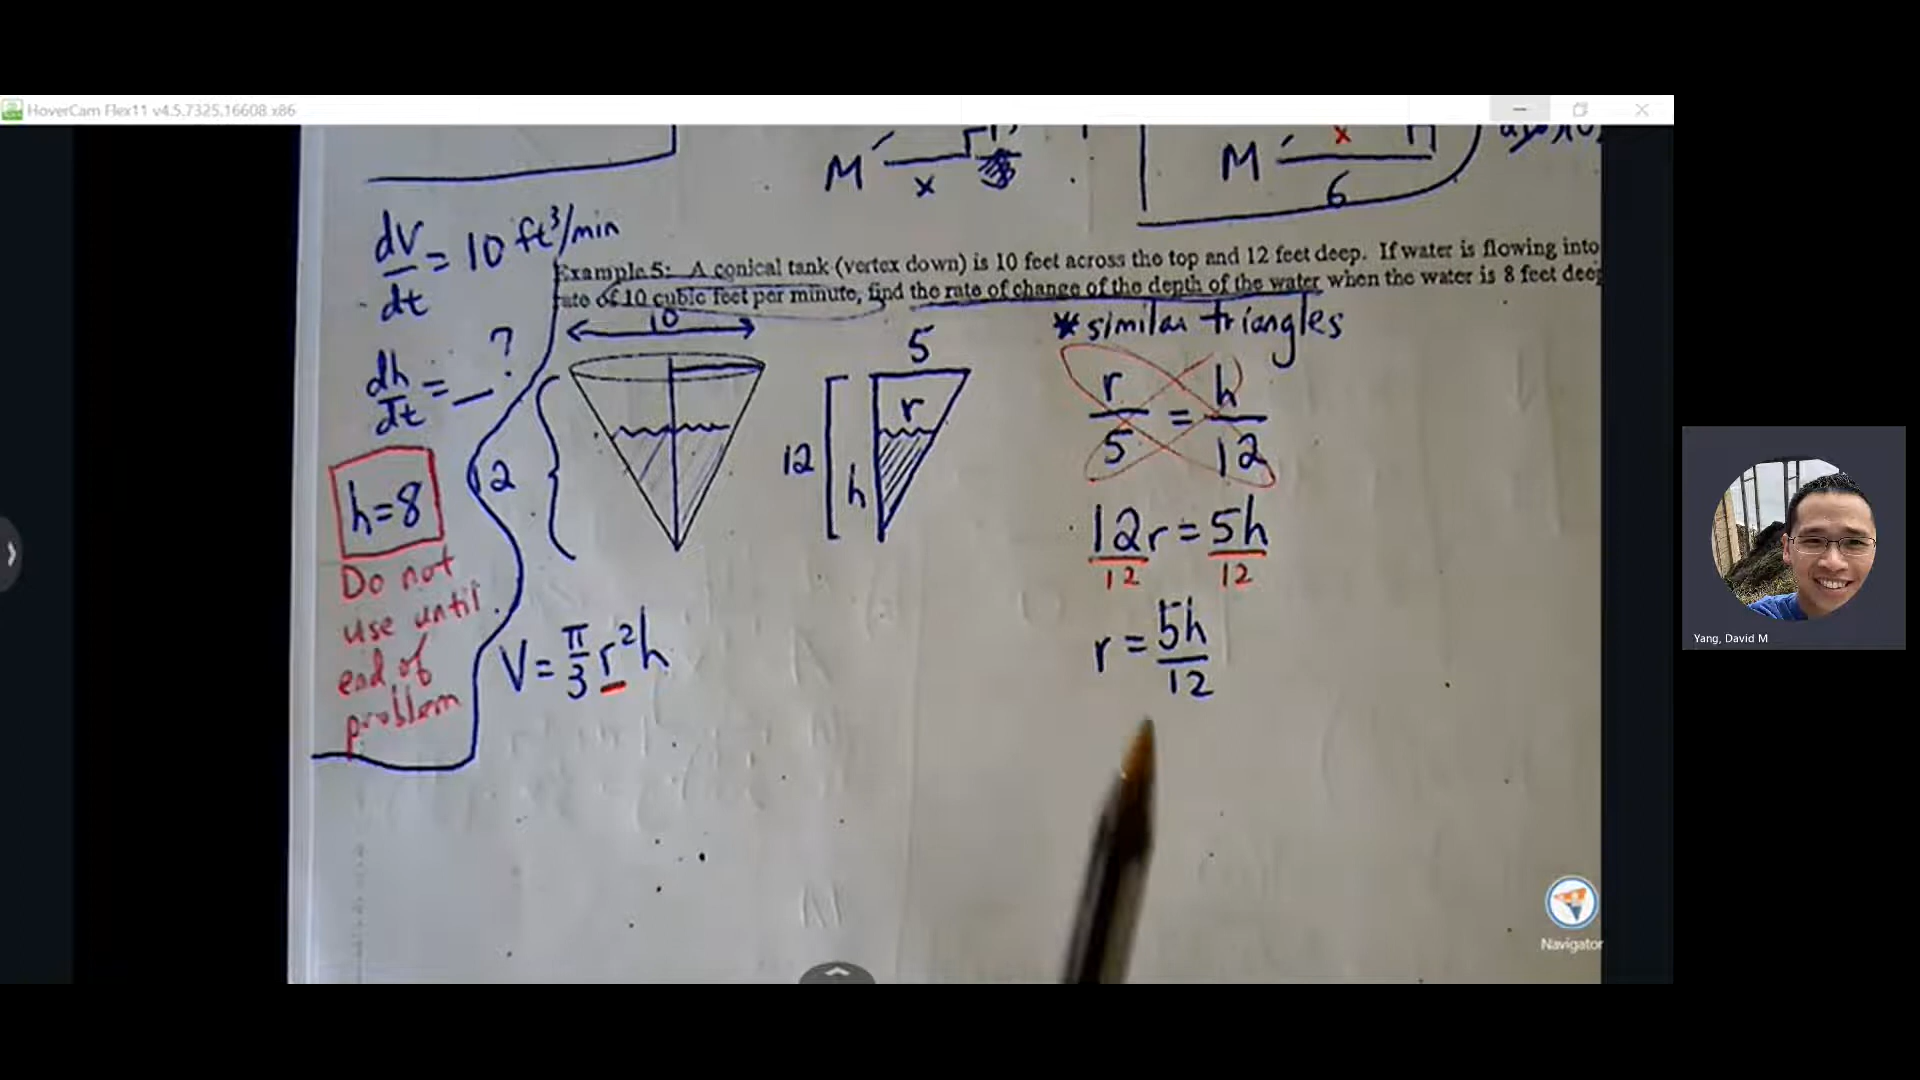 HoverCam Flex11 v4.5.7325.16608 x86
M x
M x 6
dV/dt = 10 ft³/min
Example 5: A conical tank (vertex down) is 10 feet across the top and 12 feet deep. If water is flowing into
rate of 10 cubic feet per minute, find the rate of change of the depth of the water when the water is 8 feet deep
dh/dt = _ ?
10
12
h=8
Do not
use until
end of
problem
V = π/3 r²h
5
r
12
h
* similar triangles
r/5 = h/12
12r = 5h
12 12
r = 5h/12
Navigator
Yang, David M